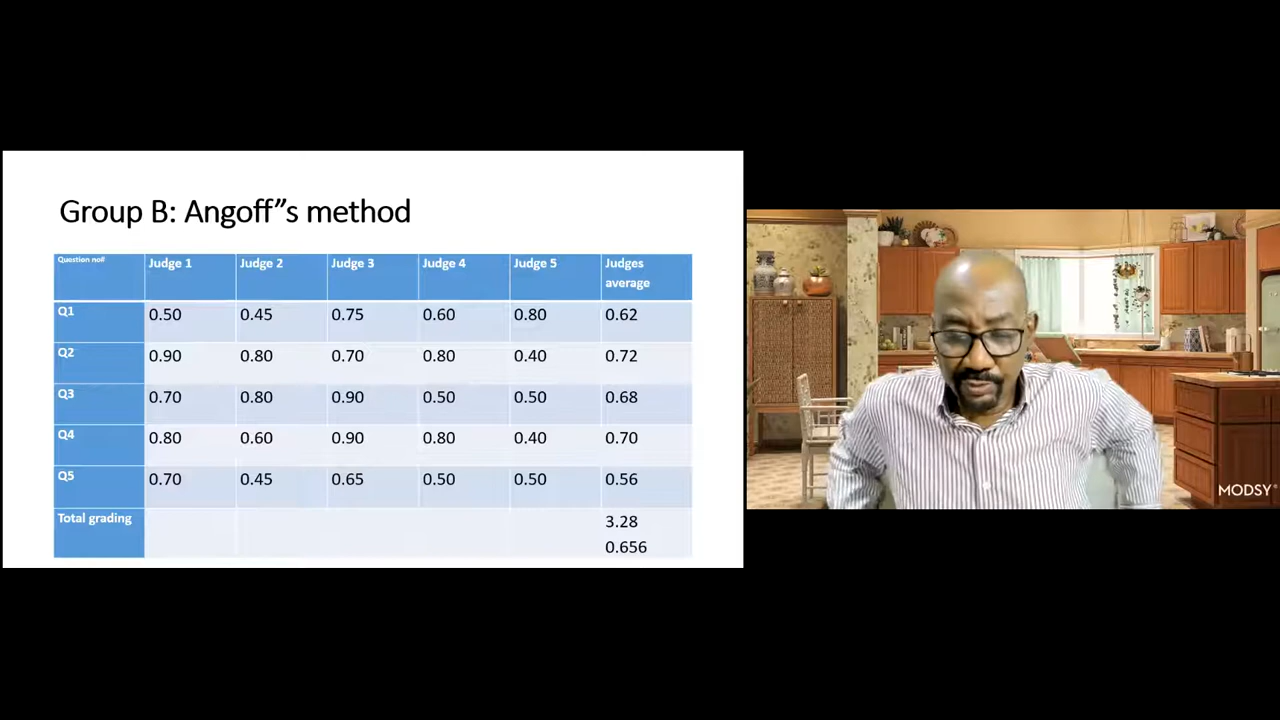 Group B: Angoff”s method
Question no# Judge 1 Judge 2 Judge 3 Judge 4 Judge 5 Judges average
Q1 0.50 0.45 0.75 0.60 0.80 0.62
Q2 0.90 0.80 0.70 0.80 0.40 0.72
Q3 0.70 0.80 0.90 0.50 0.50 0.68
Q4 0.80 0.60 0.90 0.80 0.40 0.70
Q5 0.70 0.45 0.65 0.50 0.50 0.56
Total grading 3.28
0.656
MODSY